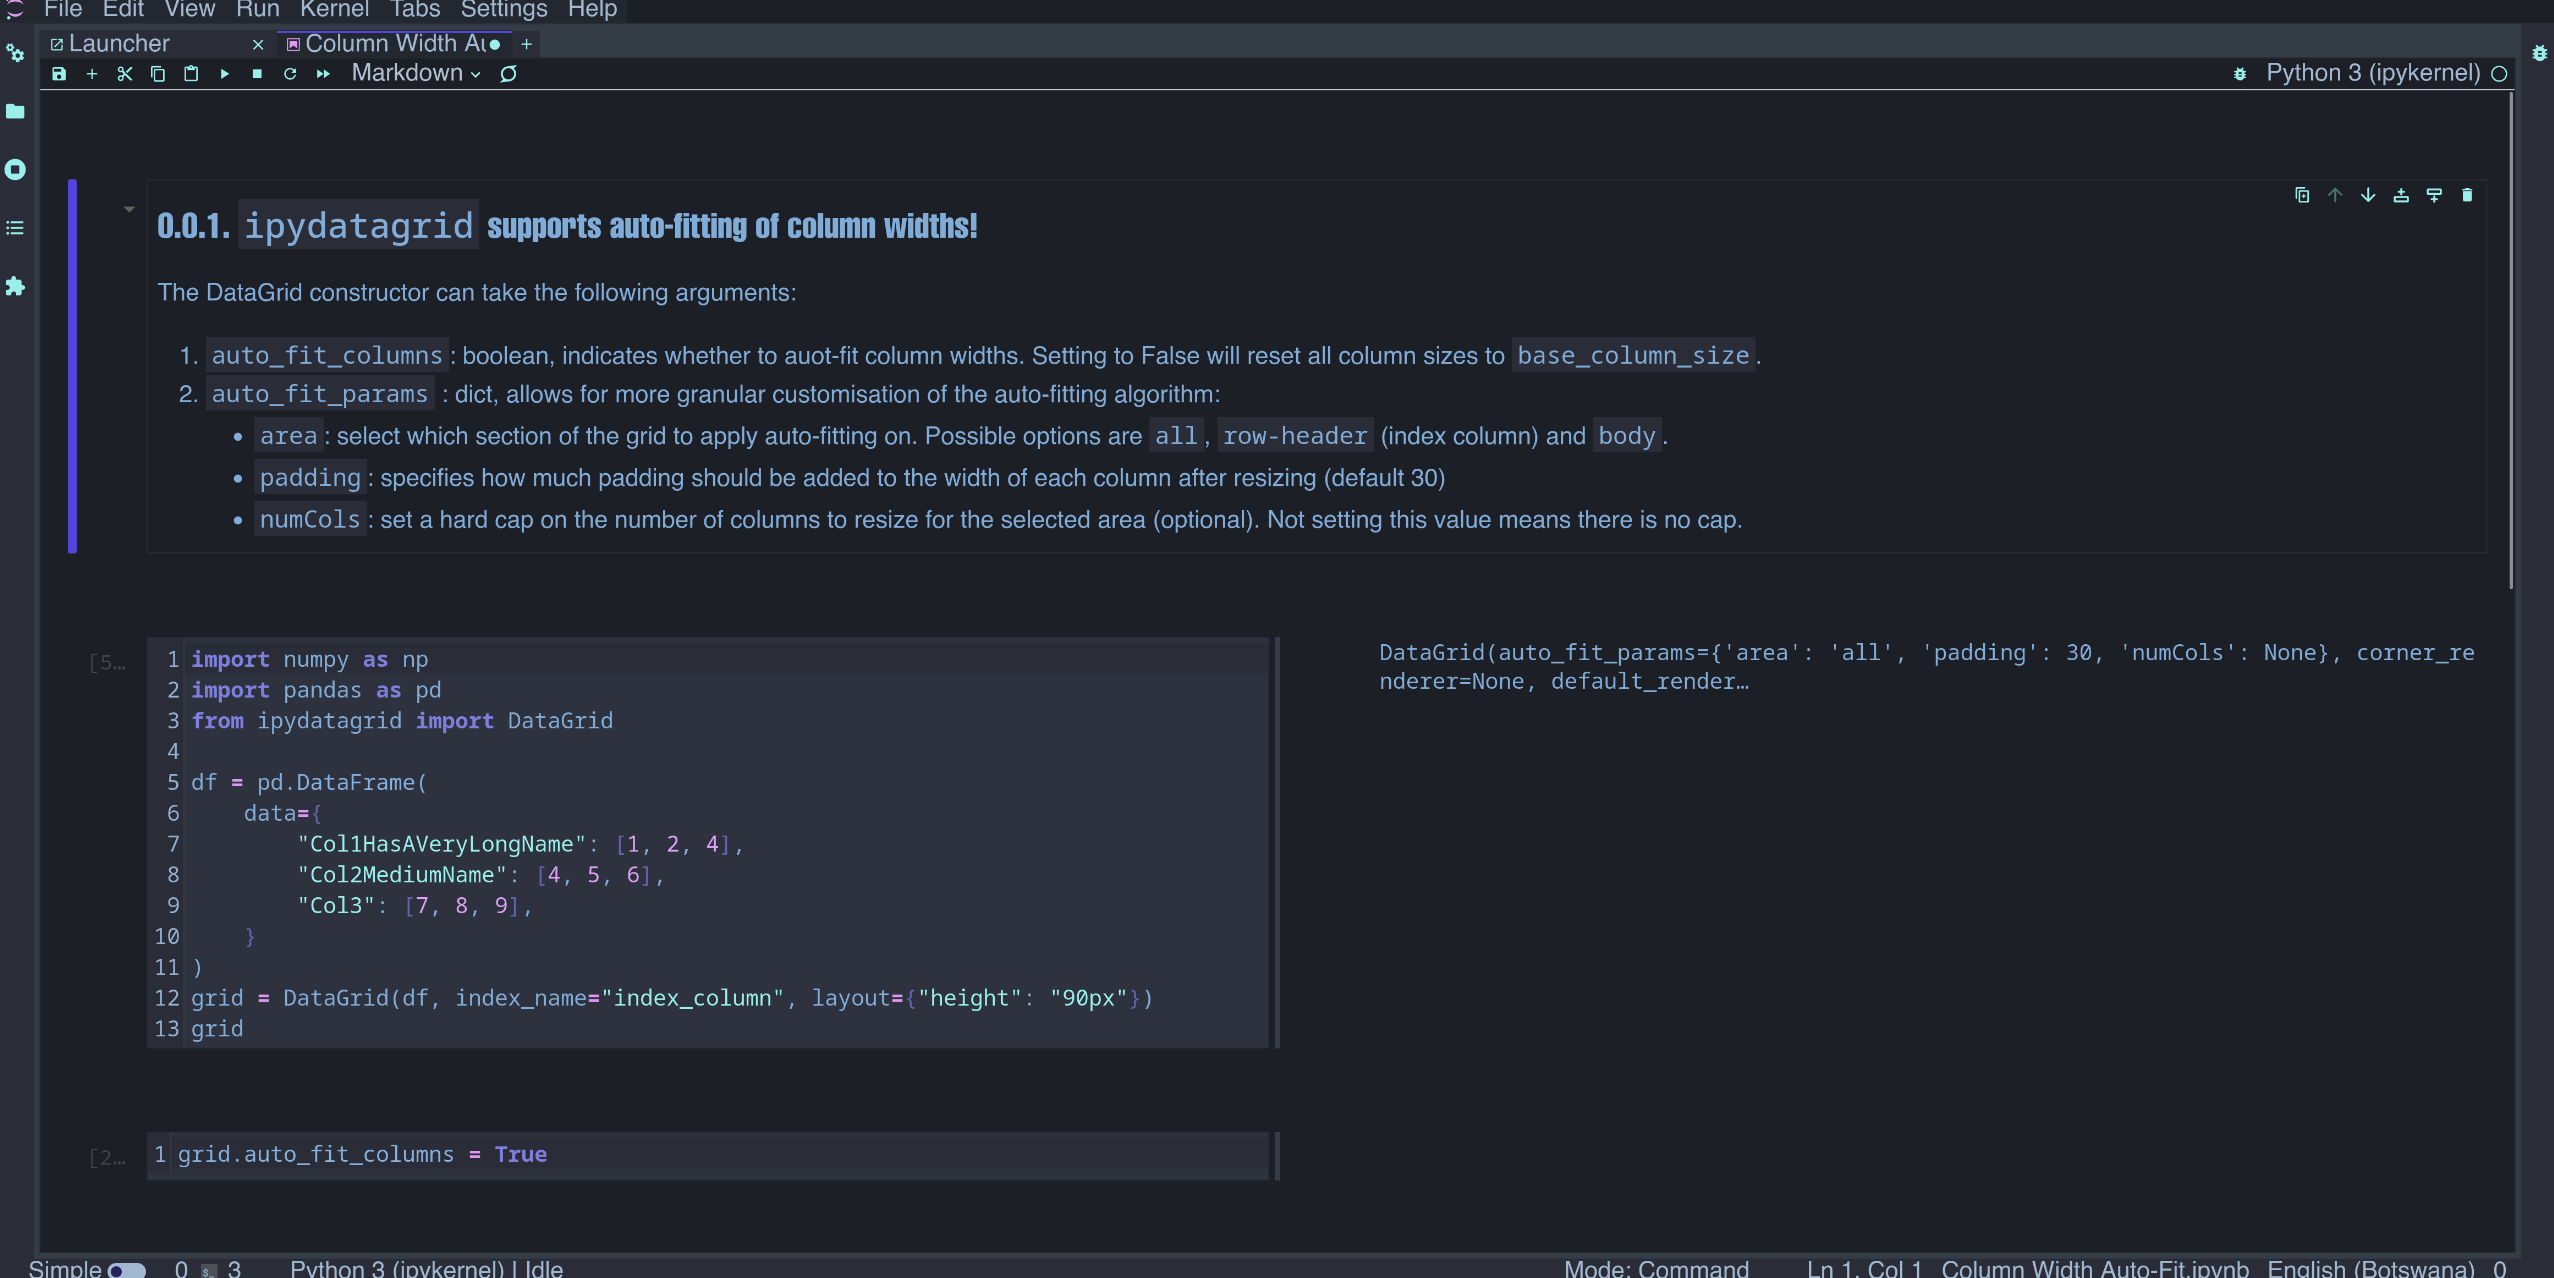 File Edit View Run Kernel Tabs Settings Help
Launcher
Column Width Au
Markdown
Python 3 (ipykernel)
0.0.1. ipydatagrid supports auto-fitting of column widths!
The DataGrid constructor can take the following arguments:
1. auto_fit_columns: boolean, indicates whether to auot-fit column widths. Setting to False will reset all column sizes to base_column_size.
2. auto_fit_params : dict, allows for more granular customisation of the auto-fitting algorithm:
• area: select which section of the grid to apply auto-fitting on. Possible options are all, row-header (index column) and body.
• padding: specifies how much padding should be added to the width of each column after resizing (default 30)
• numCols: set a hard cap on the number of columns to resize for the selected area (optional). Not setting this value means there is no cap.
[5…
1 import numpy as np
2 import pandas as pd
3 from ipydatagrid import DataGrid
4
5 df = pd.DataFrame(
6     data={
7         "Col1HasAVeryLongName": [1, 2, 4],
8         "Col2MediumName": [4, 5, 6],
9         "Col3": [7, 8, 9],
10     }
11 )
12 grid = DataGrid(df, index_name="index_column", layout={"height": "90px"})
13 grid
DataGrid(auto_fit_params={'area': 'all', 'padding': 30, 'numCols': None}, corner_re
nderer=None, default_render…
[2…
1 grid.auto_fit_columns = True
Simple 0 3 Python 3 (ipykernel) | Idle
Mode: Command Ln 1, Col 1 Column Width Auto-Fit.ipynb English (Botswana) 0